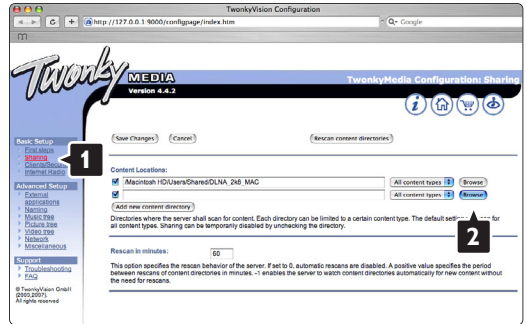 TwonkyVision Configuration
http://127.0.0.1:9000/configpage/index.htm
Google
Twonky
MEDIA
Version 4.4.2
TwonkyMedia Configuration: Sharing
Basic Setup
First steps
Sharing
Clients/Security
Internet Radio
Advanced Setup
External applications
Naming
Music tree
Picture tree
Video tree
Network
Miscellaneous
Support
Troubleshooting
FAQ
© TwonkyVision GmbH
(2003,2007).
All rights reserved
1
Save Changes
Cancel
Rescan content directories
Content Locations:
/Macintosh HD/Users/Shared/DLNA_2k8_MAC
All content types
Browse
All content types
Browse
Add new content directory
2
Directories where the server shall scan for content. Each directory can be limited to a certain content type. The default for
all content types. Sharing can be temporarily disabled by unchecking the directory.
Rescan in minutes:
60
This option specifies the rescan behavior of the server. If set to 0, automatic rescans are disabled. A positive value specifies the period
between rescans of content directories in minutes. -1 enables the server to watch content directories automatically for new content without
the need for rescans.